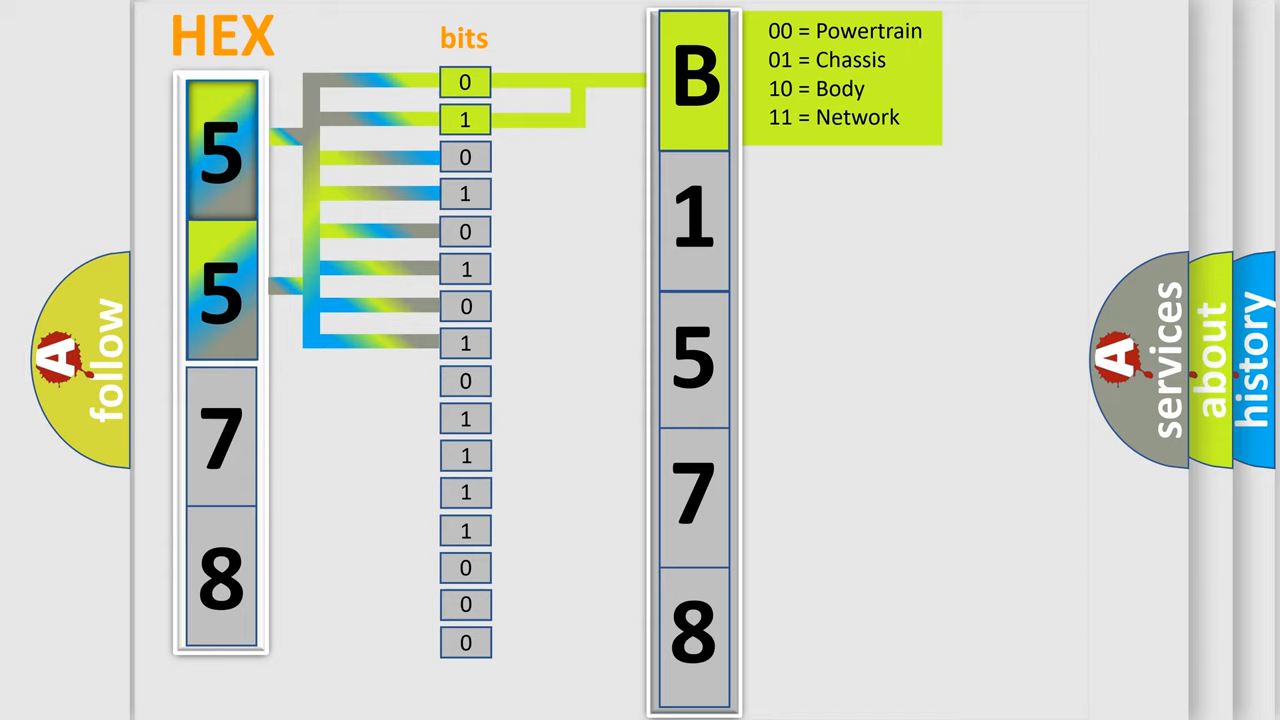 HEX
bits
5
5
7
8
0
1
0
1
0
1
0
1
0
1
1
1
1
0
0
0
B
1
5
7
8
00 = Powertrain
01 = Chassis
10 = Body
11 = Network
A
follow
A
services
about
history